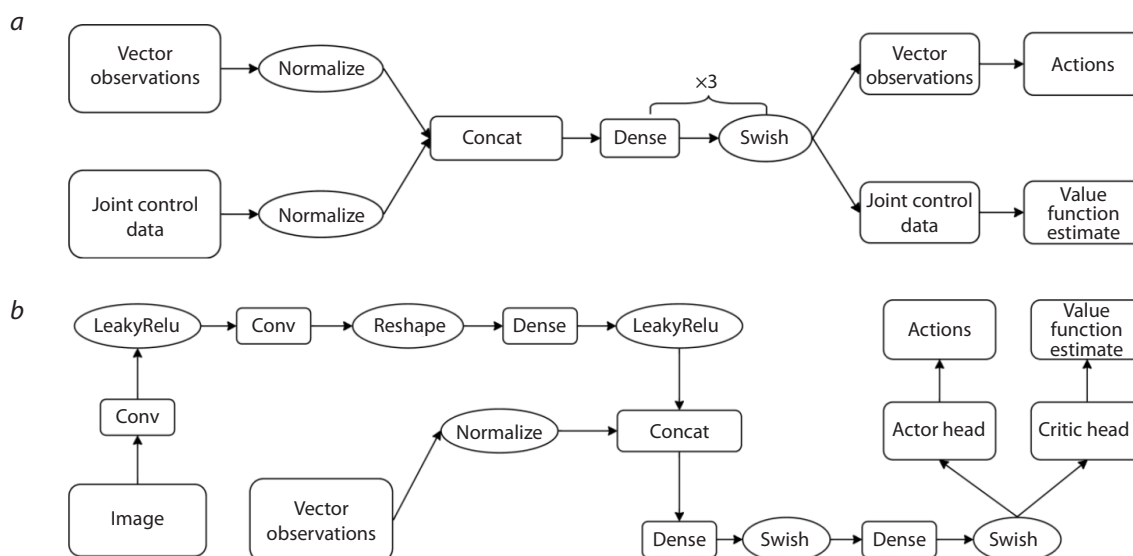 a
Vector
observations
Normalize
Joint control
data
Normalize
Concat
Dense
×3
Swish
Vector
observations
Actions
Joint control
data
Value
function
estimate
b
LeakyRelu
Conv
Reshape
Dense
LeakyRelu
Conv
Image
Vector
observations
Normalize
Concat
Dense
Swish
Dense
Swish
Actor head
Critic head
Actions
Value
function
estimate